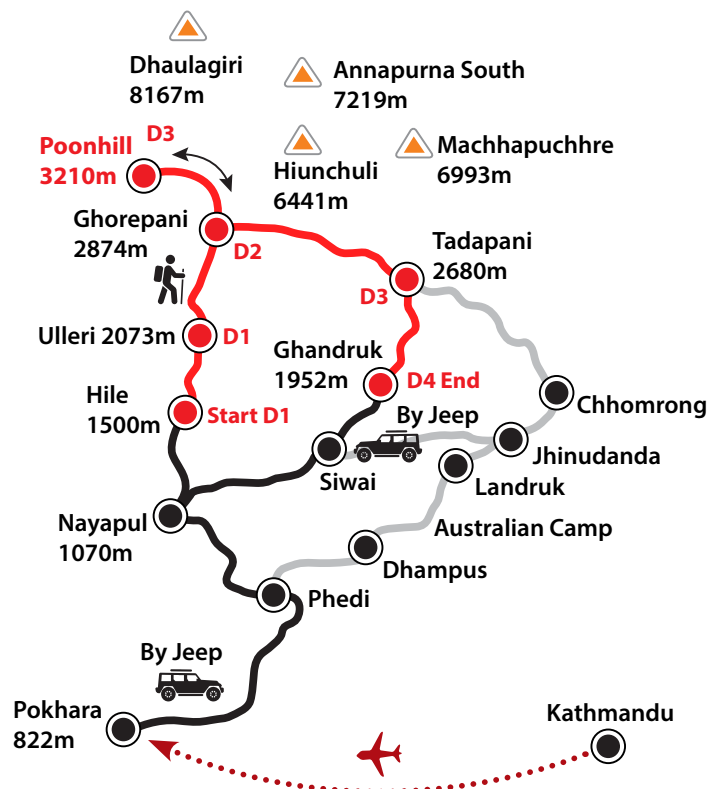 Dhaulagiri
8167m
Annapurna South
7219m
D3
Poonhill
3210m
Hiunchuli
6441m
Machhapuchhre
6993m
Ghorepani
2874m
D2
Tadapani
2680m
D3
Ulleri 2073m
D1
Ghandruk
1952m
D4 End
Hile
1500m
Start D1
By Jeep
Chhomrong
Siwai
Jhinudanda
Landruk
Nayapul
1070m
Australian Camp
Dhampus
Phedi
By Jeep
Pokhara
822m
Kathmandu